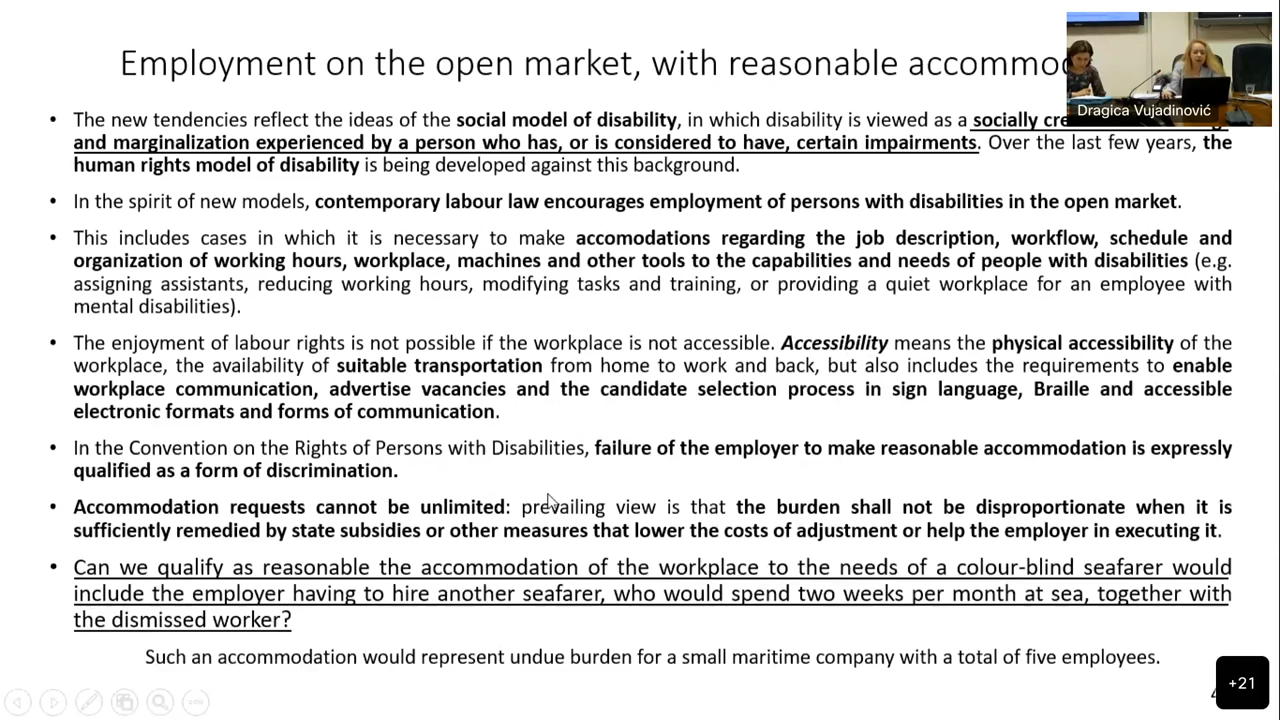 Employment on the open market, with reasonable
Dragica Vujadinović
• The new tendencies reflect the ideas of the social model of disability, in which disability is viewed as a socially
and marginalization experienced by a person who has, or is considered to have, certain impairments. Over the last few years, the
human rights model of disability is being developed against this background.
• In the spirit of new models, contemporary labour law encourages employment of persons with disabilities in the open market.
• This includes cases in which it is necessary to make accomodations regarding the job description, workflow, schedule and
organization of working hours, workplace, machines and other tools to the capabilities and needs of people with disabilities (e.g.
assigning assistants, reducing working hours, modifying tasks and training, or providing a quiet workplace for an employee with
mental disabilities).
• The enjoyment of labour rights is not possible if the workplace is not accessible. Accessibility means the physical accessibility of the
workplace, the availability of suitable transportation from home to work and back, but also includes the requirements to enable
workplace communication, advertise vacancies and the candidate selection process in sign language, Braille and accessible
electronic formats and forms of communication.
• In the Convention on the Rights of Persons with Disabilities, failure of the employer to make reasonable accommodation is expressly
qualified as a form of discrimination.
• Accommodation requests cannot be unlimited: prevailing view is that the burden shall not be disproportionate when it is
sufficiently remedied by state subsidies or other measures that lower the costs of adjustment or help the employer in executing it.
• Can we qualify as reasonable the accommodation of the workplace to the needs of a colour-blind seafarer would
include the employer having to hire another seafarer, who would spend two weeks per month at sea, together with
the dismissed worker?
Such an accommodation would represent undue burden for a small maritime company with a total of five employees.
+21